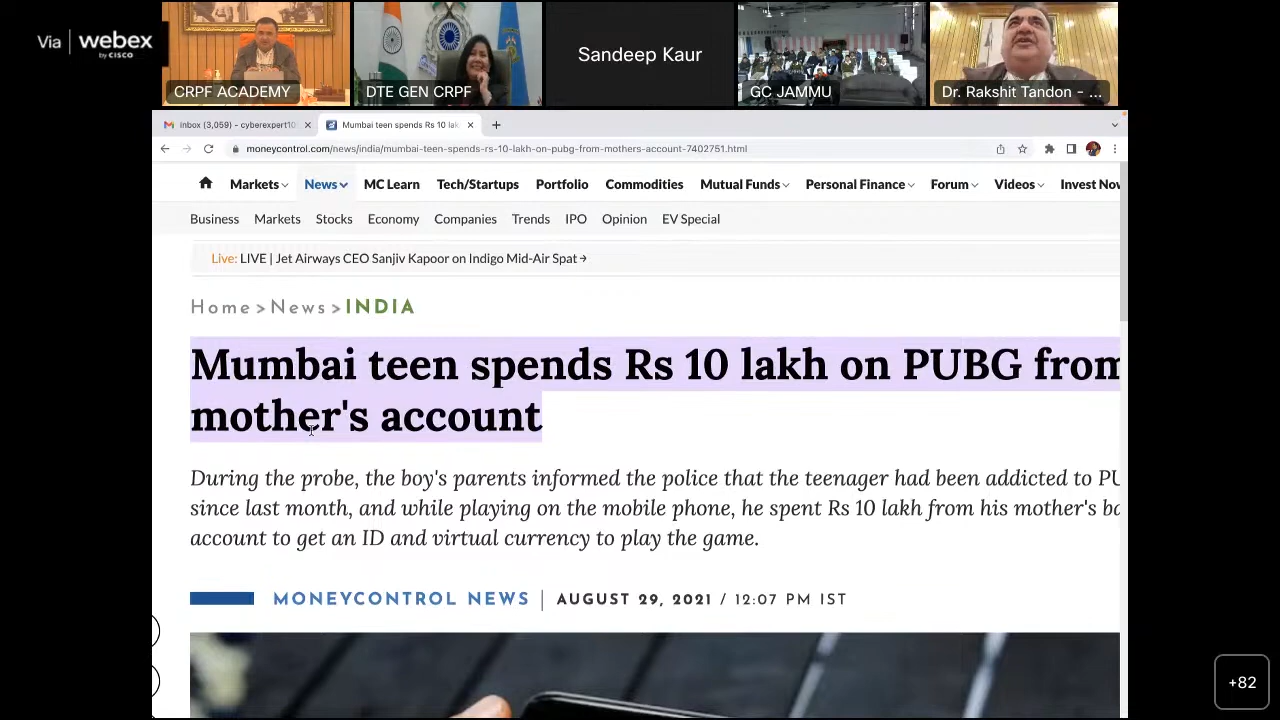 Via | webex
by CISCO
CRPF ACADEMY
DTE GEN CRPF
Sandeep Kaur
GC JAMMU
Dr. Rakshit Tandon - ...
Inbox (3,059) - cyberexpert10
Mumbai teen spends Rs 10 lak
moneycontrol.com/news/india/mumbai-teen-spends-rs-10-lakh-on-pubg-from-mothers-account-7402751.html
Markets News MC Learn Tech/Startups Portfolio Commodities Mutual Funds Personal Finance Forum Videos Invest Now
Business Markets Stocks Economy Companies Trends IPO Opinion EV Special
Live: LIVE | Jet Airways CEO Sanjiv Kapoor on Indigo Mid-Air Spat
Home > News > INDIA
Mumbai teen spends Rs 10 lakh on PUBG from
mother's account
During the probe, the boy's parents informed the police that the teenager had been addicted to PU
since last month, and while playing on the mobile phone, he spent Rs 10 lakh from his mother's ba
account to get an ID and virtual currency to play the game.
MONEYCONTROL NEWS | AUGUST 29, 2021 / 12:07 PM IST
+82